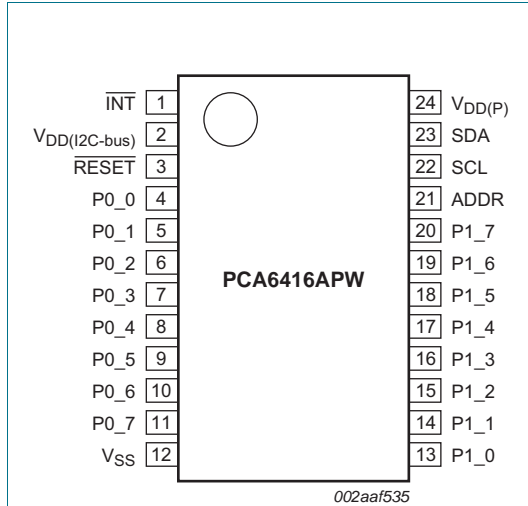 INT 1 24 VDD(P)
VDD(I2C-bus) 2 23 SDA
RESET 3 22 SCL
P0_0 4 21 ADDR
P0_1 5 20 P1_7
P0_2 6 19 P1_6
PCA6416APW
P0_3 7 18 P1_5
P0_4 8 17 P1_4
P0_5 9 16 P1_3
P0_6 10 15 P1_2
P0_7 11 14 P1_1
VSS 12 13 P1_0
002aaf535